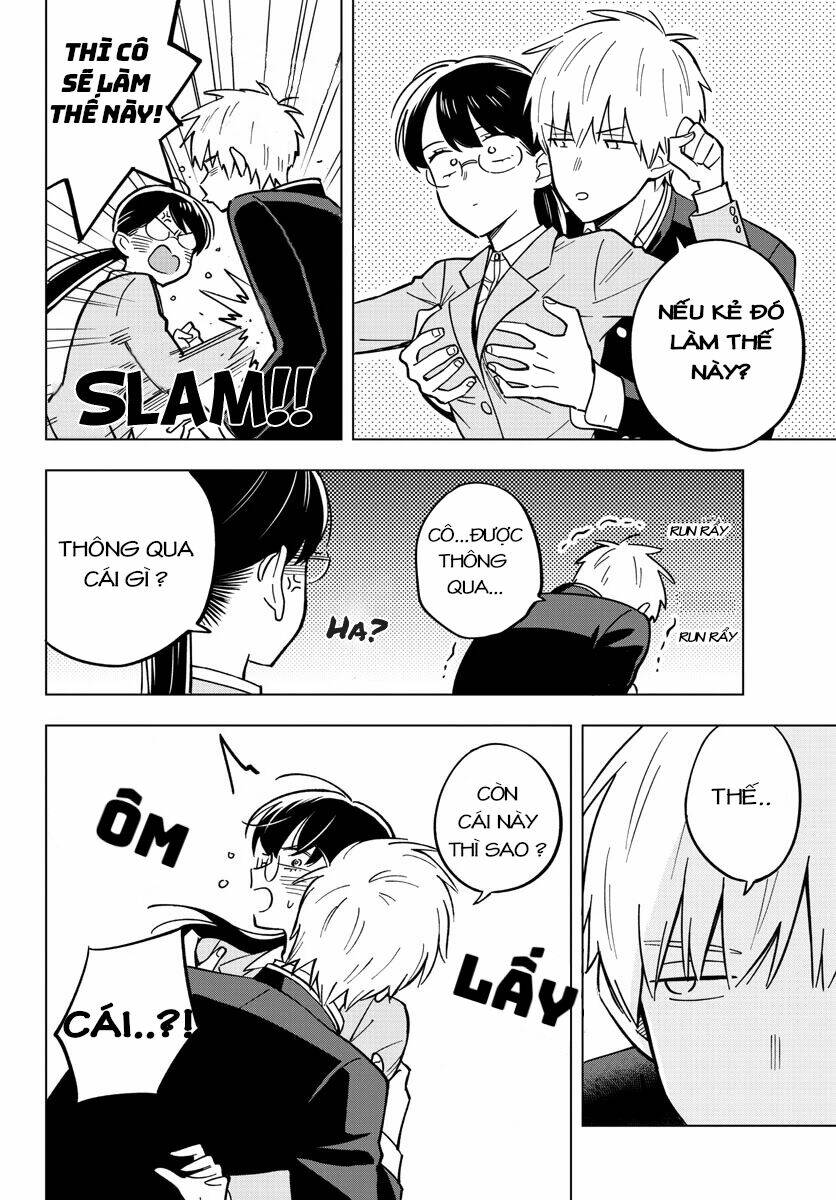 NẾU KẺ ĐÓ
LÀM THẾ
NÀY?
THÌ CÔ
SẼ LÀM
THẾ NÀY!
SLAM!!
RUN RẨY
RUN RẨY
CÔ...ĐƯỢC
THÔNG
QUA...
HA?
THÔNG QUA
CÁI GÌ ?
THẾ..
CÒN
CÁI NÀY
THÌ SAO ?
ÔM
LẤY
CÁI..?!